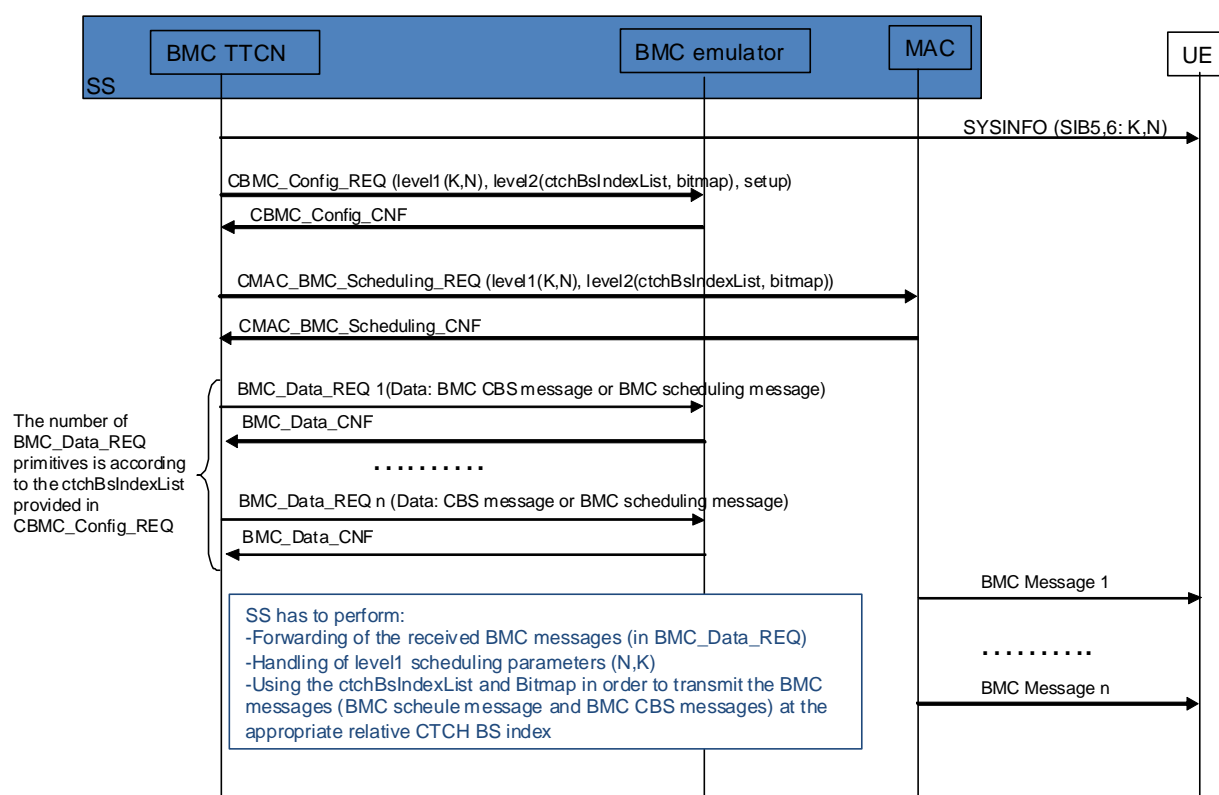 BMC TTCN
BMC emulator
MAC
UE
SS
SYSINFO (SIB5,6: K,N)
CBMC_Config_REQ (level1(K,N), level2(ctchBsIndexList, bitmap), setup)
CBMC_Config_CNF
CMAC_BMC_Scheduling_REQ (level1(K,N), level2(ctchBsIndexList, bitmap))
CMAC_BMC_Scheduling_CNF
BMC_Data_REQ 1(Data: BMC CBS message or BMC scheduling message)
BMC_Data_CNF
..........
BMC_Data_REQ n (Data: CBS message or BMC scheduling message)
BMC_Data_CNF
The number of
BMC_Data_REQ
primitives is according
to the ctchBsIndexList
provided in
CBMC_Config_REQ
BMC Message 1
..........
BMC Message n
SS has to perform:
-Forwarding of the received BMC messages (in BMC_Data_REQ)
-Handling of level1 scheduling parameters (N,K)
-Using the ctchBsIndexList and Bitmap in order to transmit the BMC
messages (BMC scheule message and BMC CBS messages) at the
appropriate relative CTCH BS index